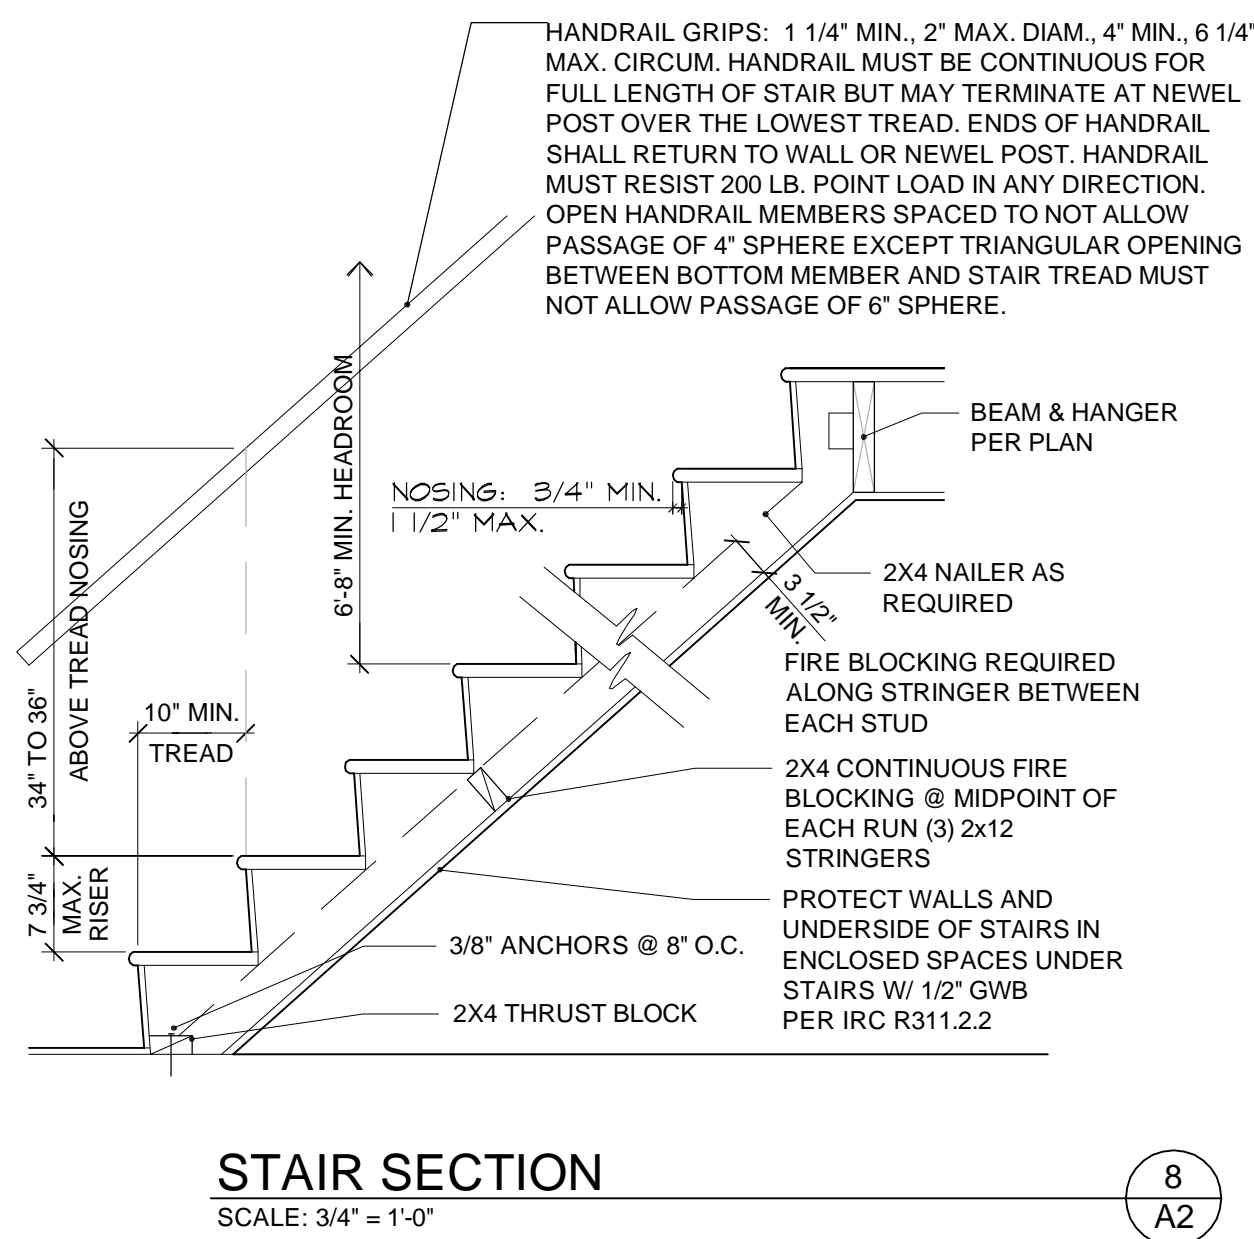 HANDRAIL GRIPS: 1 1/4" MIN., 2" MAX. DIAM., 4" MIN., 6 1/4"
MAX. CIRCUM. HANDRAIL MUST BE CONTINUOUS FOR
FULL LENGTH OF STAIR BUT MAY TERMINATE AT NEWEL
POST OVER THE LOWEST TREAD. ENDS OF HANDRAIL
SHALL RETURN TO WALL OR NEWEL POST. HANDRAIL
MUST RESIST 200 LB. POINT LOAD IN ANY DIRECTION.
OPEN HANDRAIL MEMBERS SPACED TO NOT ALLOW
PASSAGE OF 4" SPHERE EXCEPT TRIANGULAR OPENING
BETWEEN BOTTOM MEMBER AND STAIR TREAD MUST
NOT ALLOW PASSAGE OF 6" SPHERE.
6'-8" MIN. HEADROOM
BEAM & HANGER
PER PLAN
NOSING: 3/4" MIN.
1 1/2" MAX.
34" TO 36"
ABOVE TREAD NOSING
2X4 NAILER AS
REQUIRED
3 1/2"
MIN.
FIRE BLOCKING REQUIRED
ALONG STRINGER BETWEEN
EACH STUD
10" MIN.
TREAD
2X4 CONTINUOUS FIRE
BLOCKING @ MIDPOINT OF
EACH RUN (3) 2x12
STRINGERS
7 3/4"
MAX.
RISER
PROTECT WALLS AND
UNDERSIDE OF STAIRS IN
ENCLOSED SPACES UNDER
STAIRS W/ 1/2" GWB
PER IRC R311.2.2
3/8" ANCHORS @ 8" O.C.
2X4 THRUST BLOCK
STAIR SECTION
SCALE: 3/4" = 1'-0"
8
A2